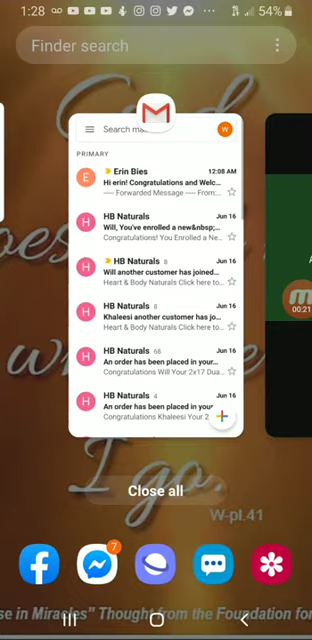 1:28 54%
Finder search
God
M
Search ma
W
PRIMARY
E Erin Bies 12:08 AM
Hi erin! Congratulations and Welc...
---- Forwarded Message ---- From:...
H HB Naturals Jun 16
Will, You've enrolled a new&nbsp;...
Congratulations! You Enrolled a Ne...
H HB Naturals 8 Jun 16
Will another customer has joined...
Heart & Body Naturals Click here to...
H HB Naturals 8 Jun 16
Khaleesi another customer has jo...
Heart & Body Naturals Click here to...
H HB Naturals 66 Jun 16
An order has been placed in your...
Congratulations Will Your 2x17 Dua...
H HB Naturals 4 Jun 16
An order has been placed in your
Congratulations Khaleesi Your 2
00:21
I go.
Close all
W-pl.41
7
se in Miracles" Thought from the Foundation for